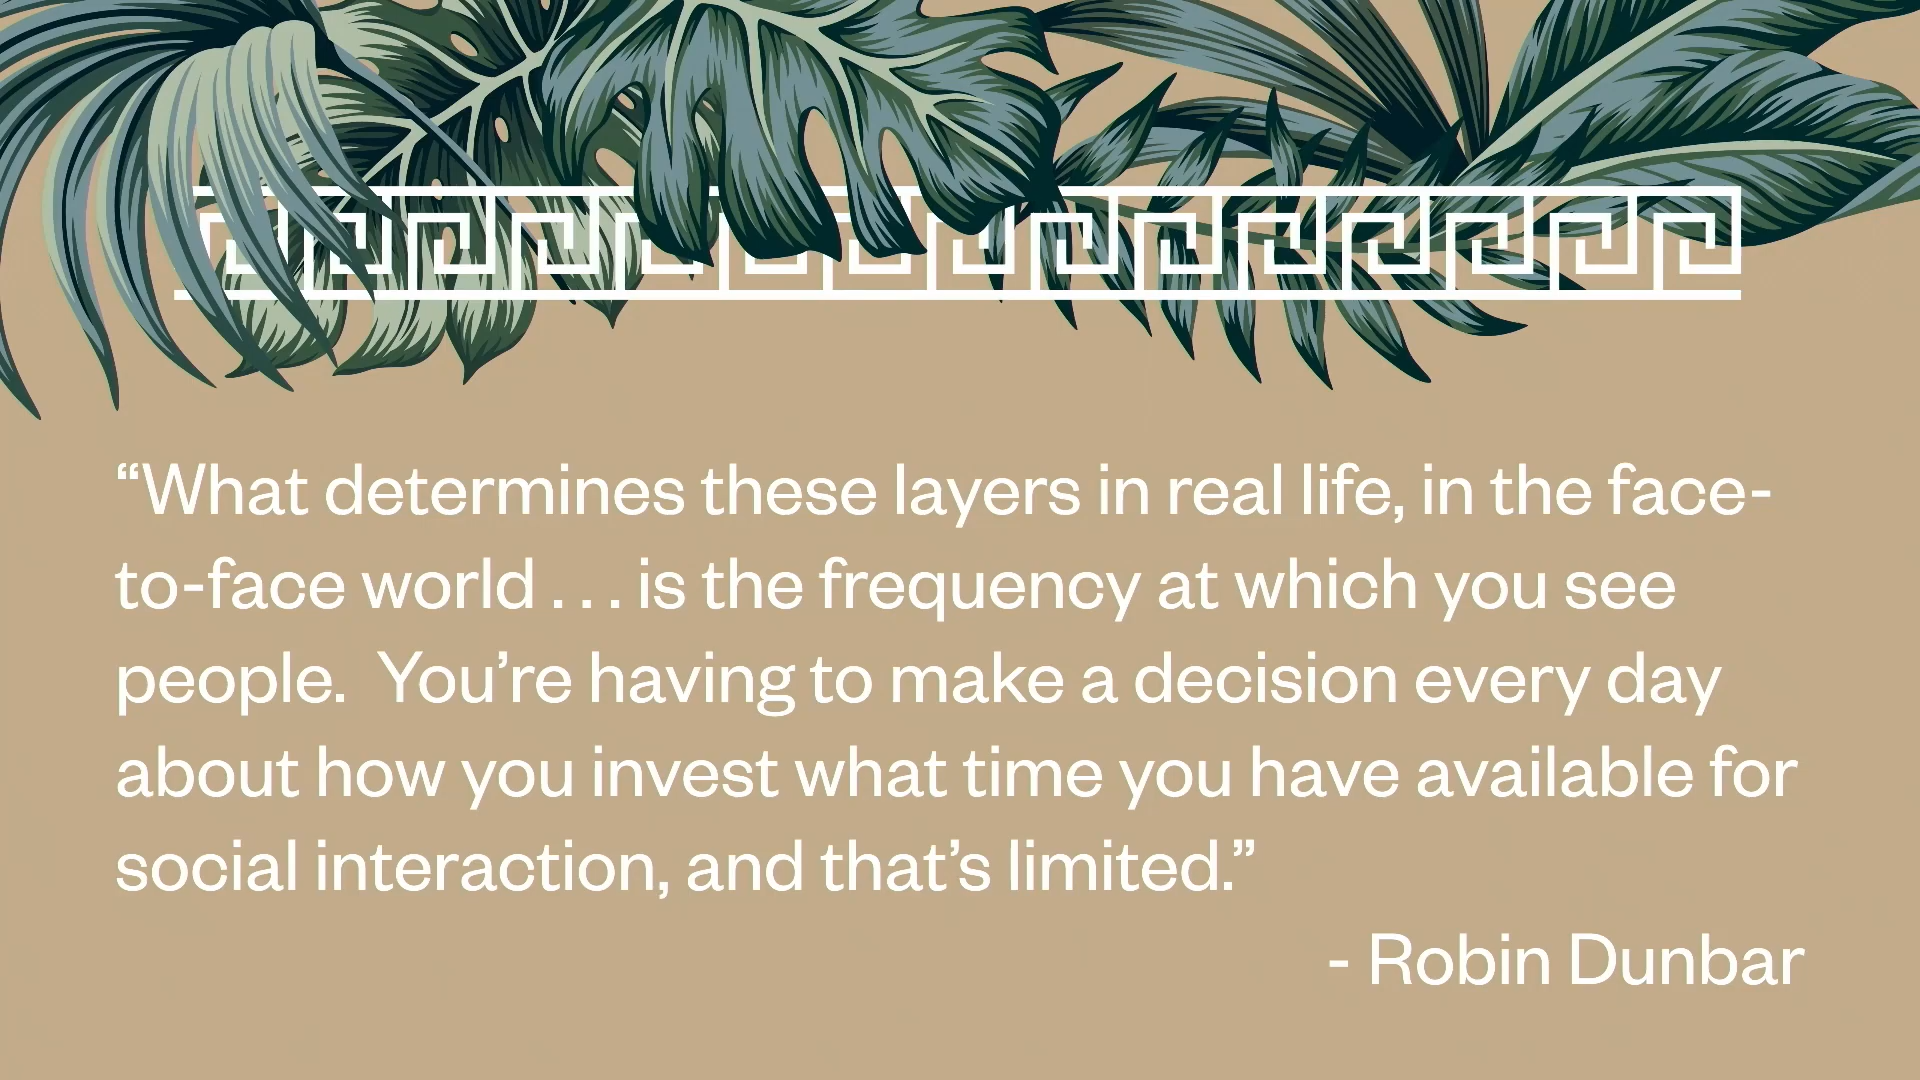 “What determines these layers in real life, in the face-
to-face world . . . is the frequency at which you see
people.  You’re having to make a decision every day
about how you invest what time you have available for
social interaction, and that’s limited.”
- Robin Dunbar